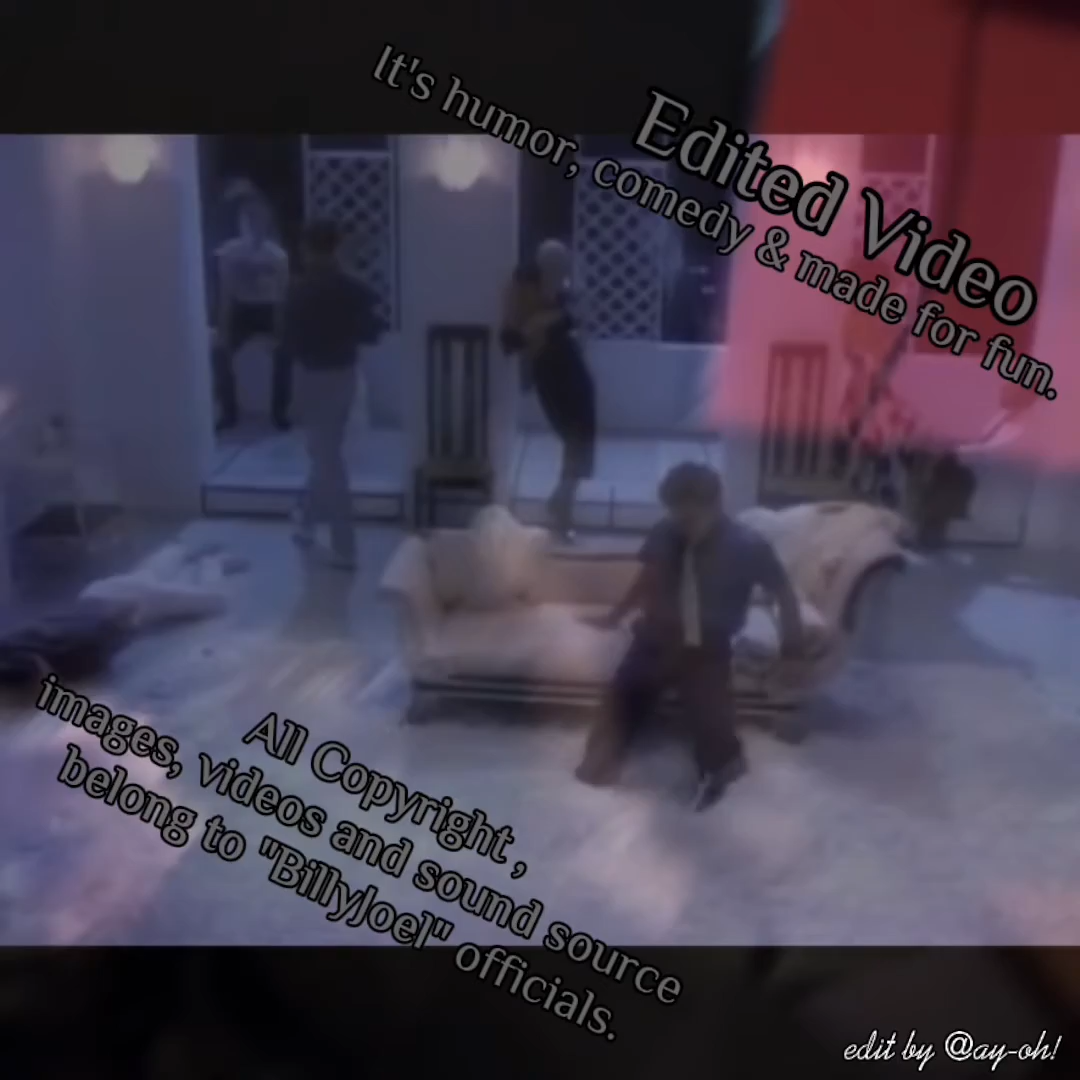 Edited Video
It's humor, comedy & made for fun.
All Copyright,
images, videos and sound source
belong to "BillyJoel" officials.
edit by @ay-oh!